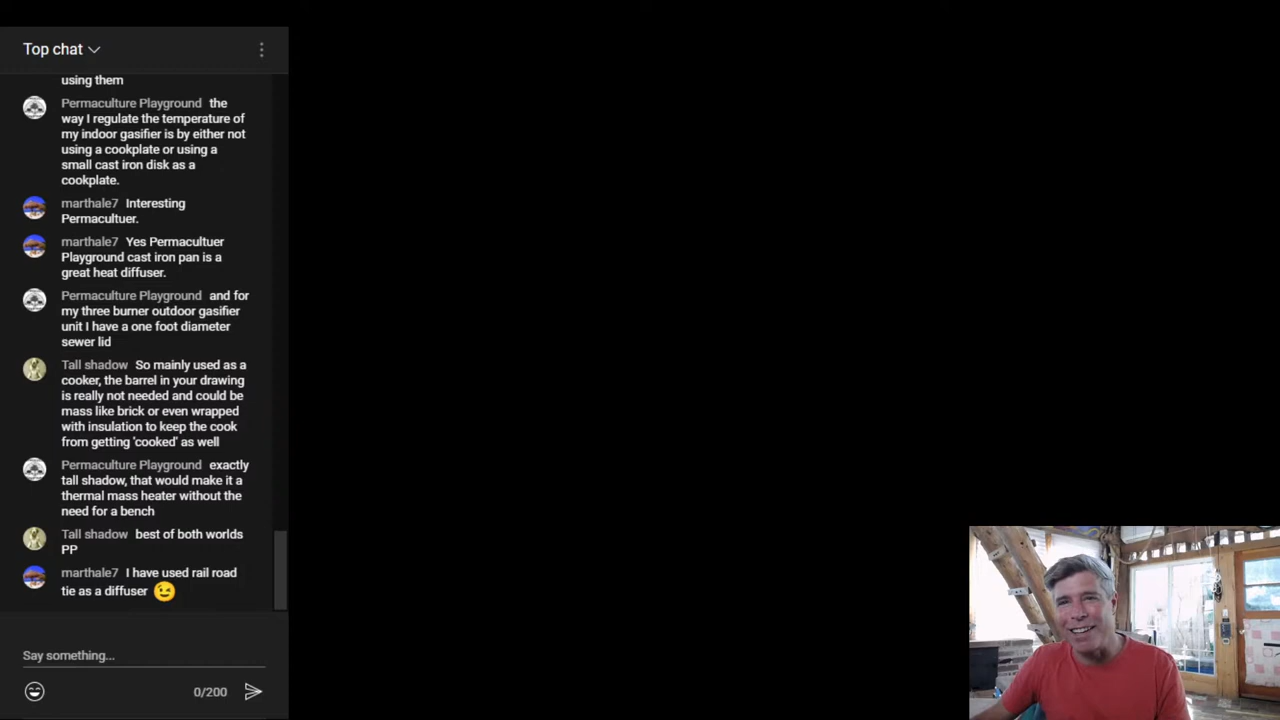 Top chat
using them
Permaculture Playground the
way I regulate the temperature of
my indoor gasifier is by either not
using a cookplate or using a
small cast iron disk as a
cookplate.
marthale7 Interesting
Permacultuer.
marthale7 Yes Permacultuer
Playground cast iron pan is a
great heat diffuser.
Permaculture Playground and for
my three burner outdoor gasifier
unit I have a one foot diameter
sewer lid
Tall shadow So mainly used as a
cooker, the barrel in your drawing
is really not needed and could be
mass like brick or even wrapped
with insulation to keep the cook
from getting 'cooked' as well
Permaculture Playground exactly
tall shadow, that would make it a
thermal mass heater without the
need for a bench
Tall shadow best of both worlds
PP
marthale7 I have used rail road
tie as a diffuser 😉
Say something...
0/200